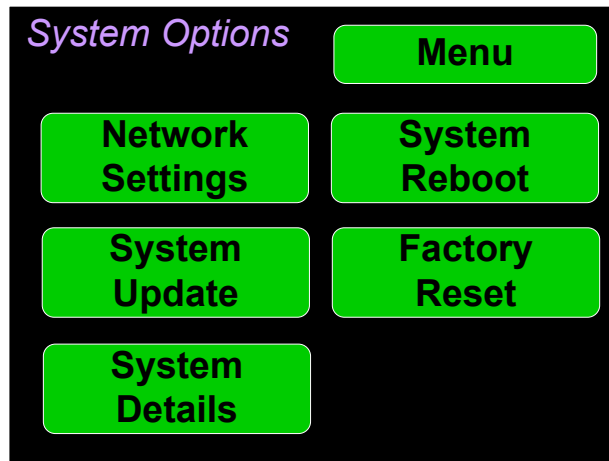 System Options
Menu
Network
Settings
System
Reboot
System
Update
Factory
Reset
System
Details